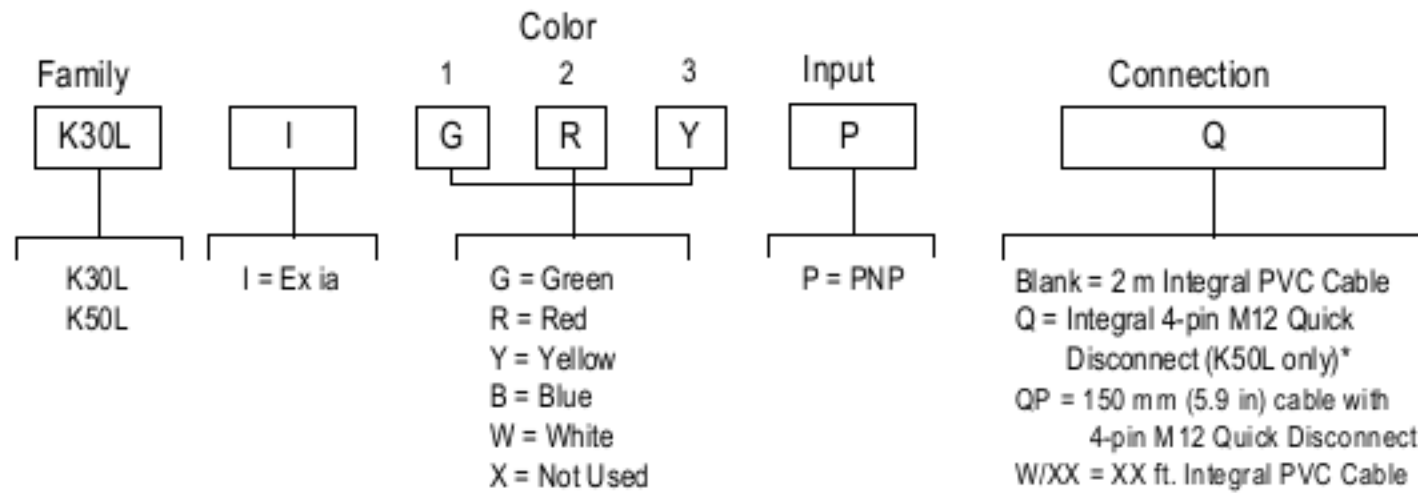 Color
Family 1 2 3 Input Connection
K30L I G R Y P Q
K30L I = Ex ia G = Green P = PNP Blank = 2 m Integral PVC Cable
K50L R = Red Q = Integral 4-pin M12 Quick
Y = Yellow Disconnect (K50L only)*
B = Blue QP = 150 mm (5.9 in) cable with
W = White 4-pin M12 Quick Disconnect
X = Not Used W/XX = XX ft. Integral PVC Cable